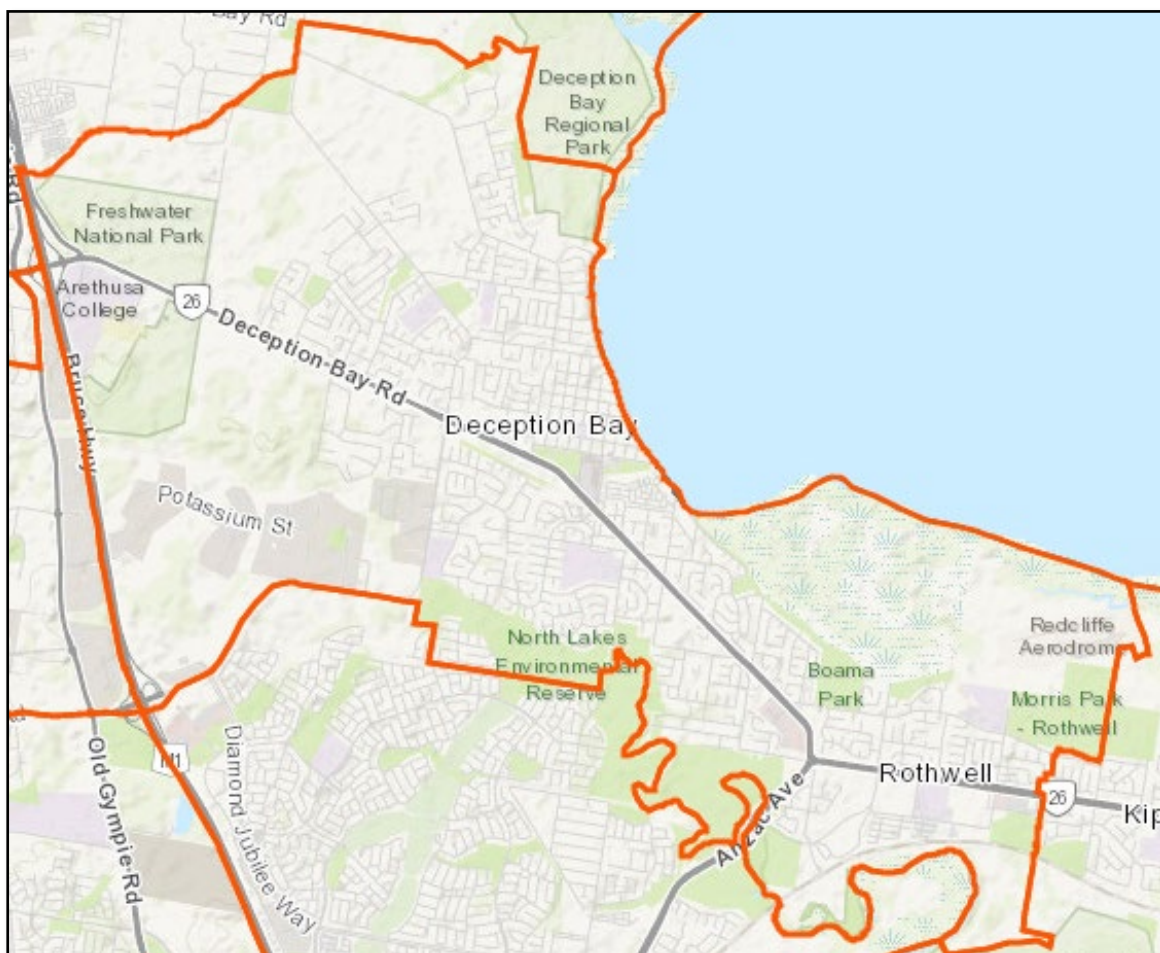 Bay Rd
Deception
Bay
Regional
Park
Rd
Freshwater
National Park
Arethusa
College
26
Deception-Bay-Rd
Bruce-Hwy
Deception Bay
Potassium St
North Lakes
Environmental
Reserve
Redcliffe
Aerodrome
Boama
Park
Morris Park
- Rothwell
M1
Old-Gympie-Rd
Diamond Jubilee Way
Anzac-Ave
Rothwell
26
Kip